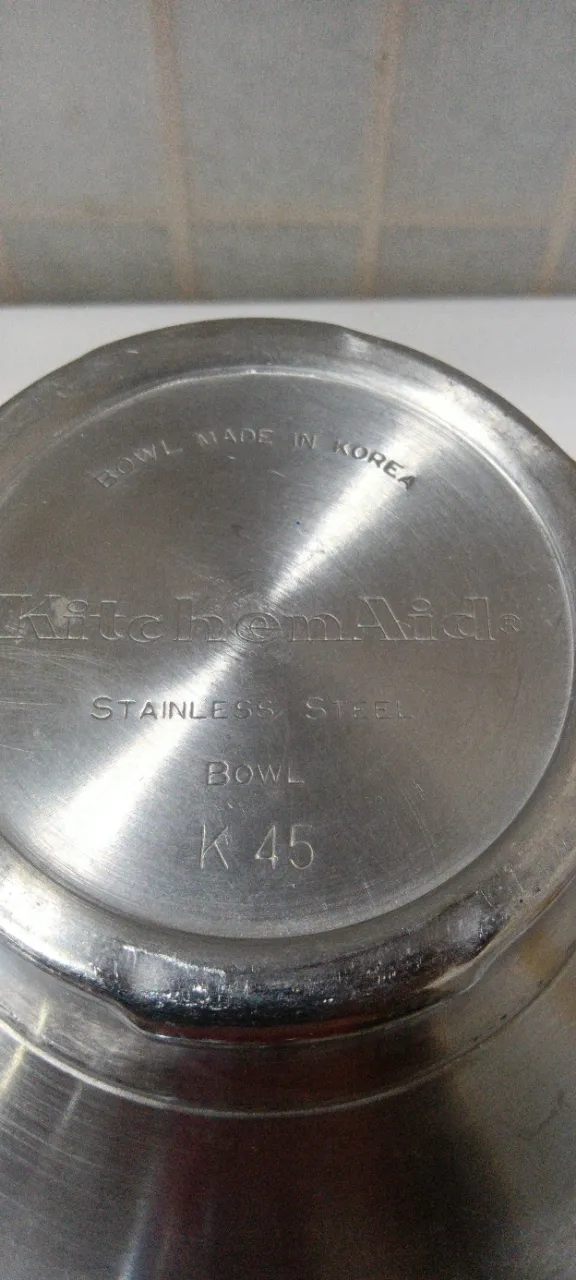 BOWL MADE IN KOREA
KitchenAid®
STAINLESS STEEL
BOWL
K 45